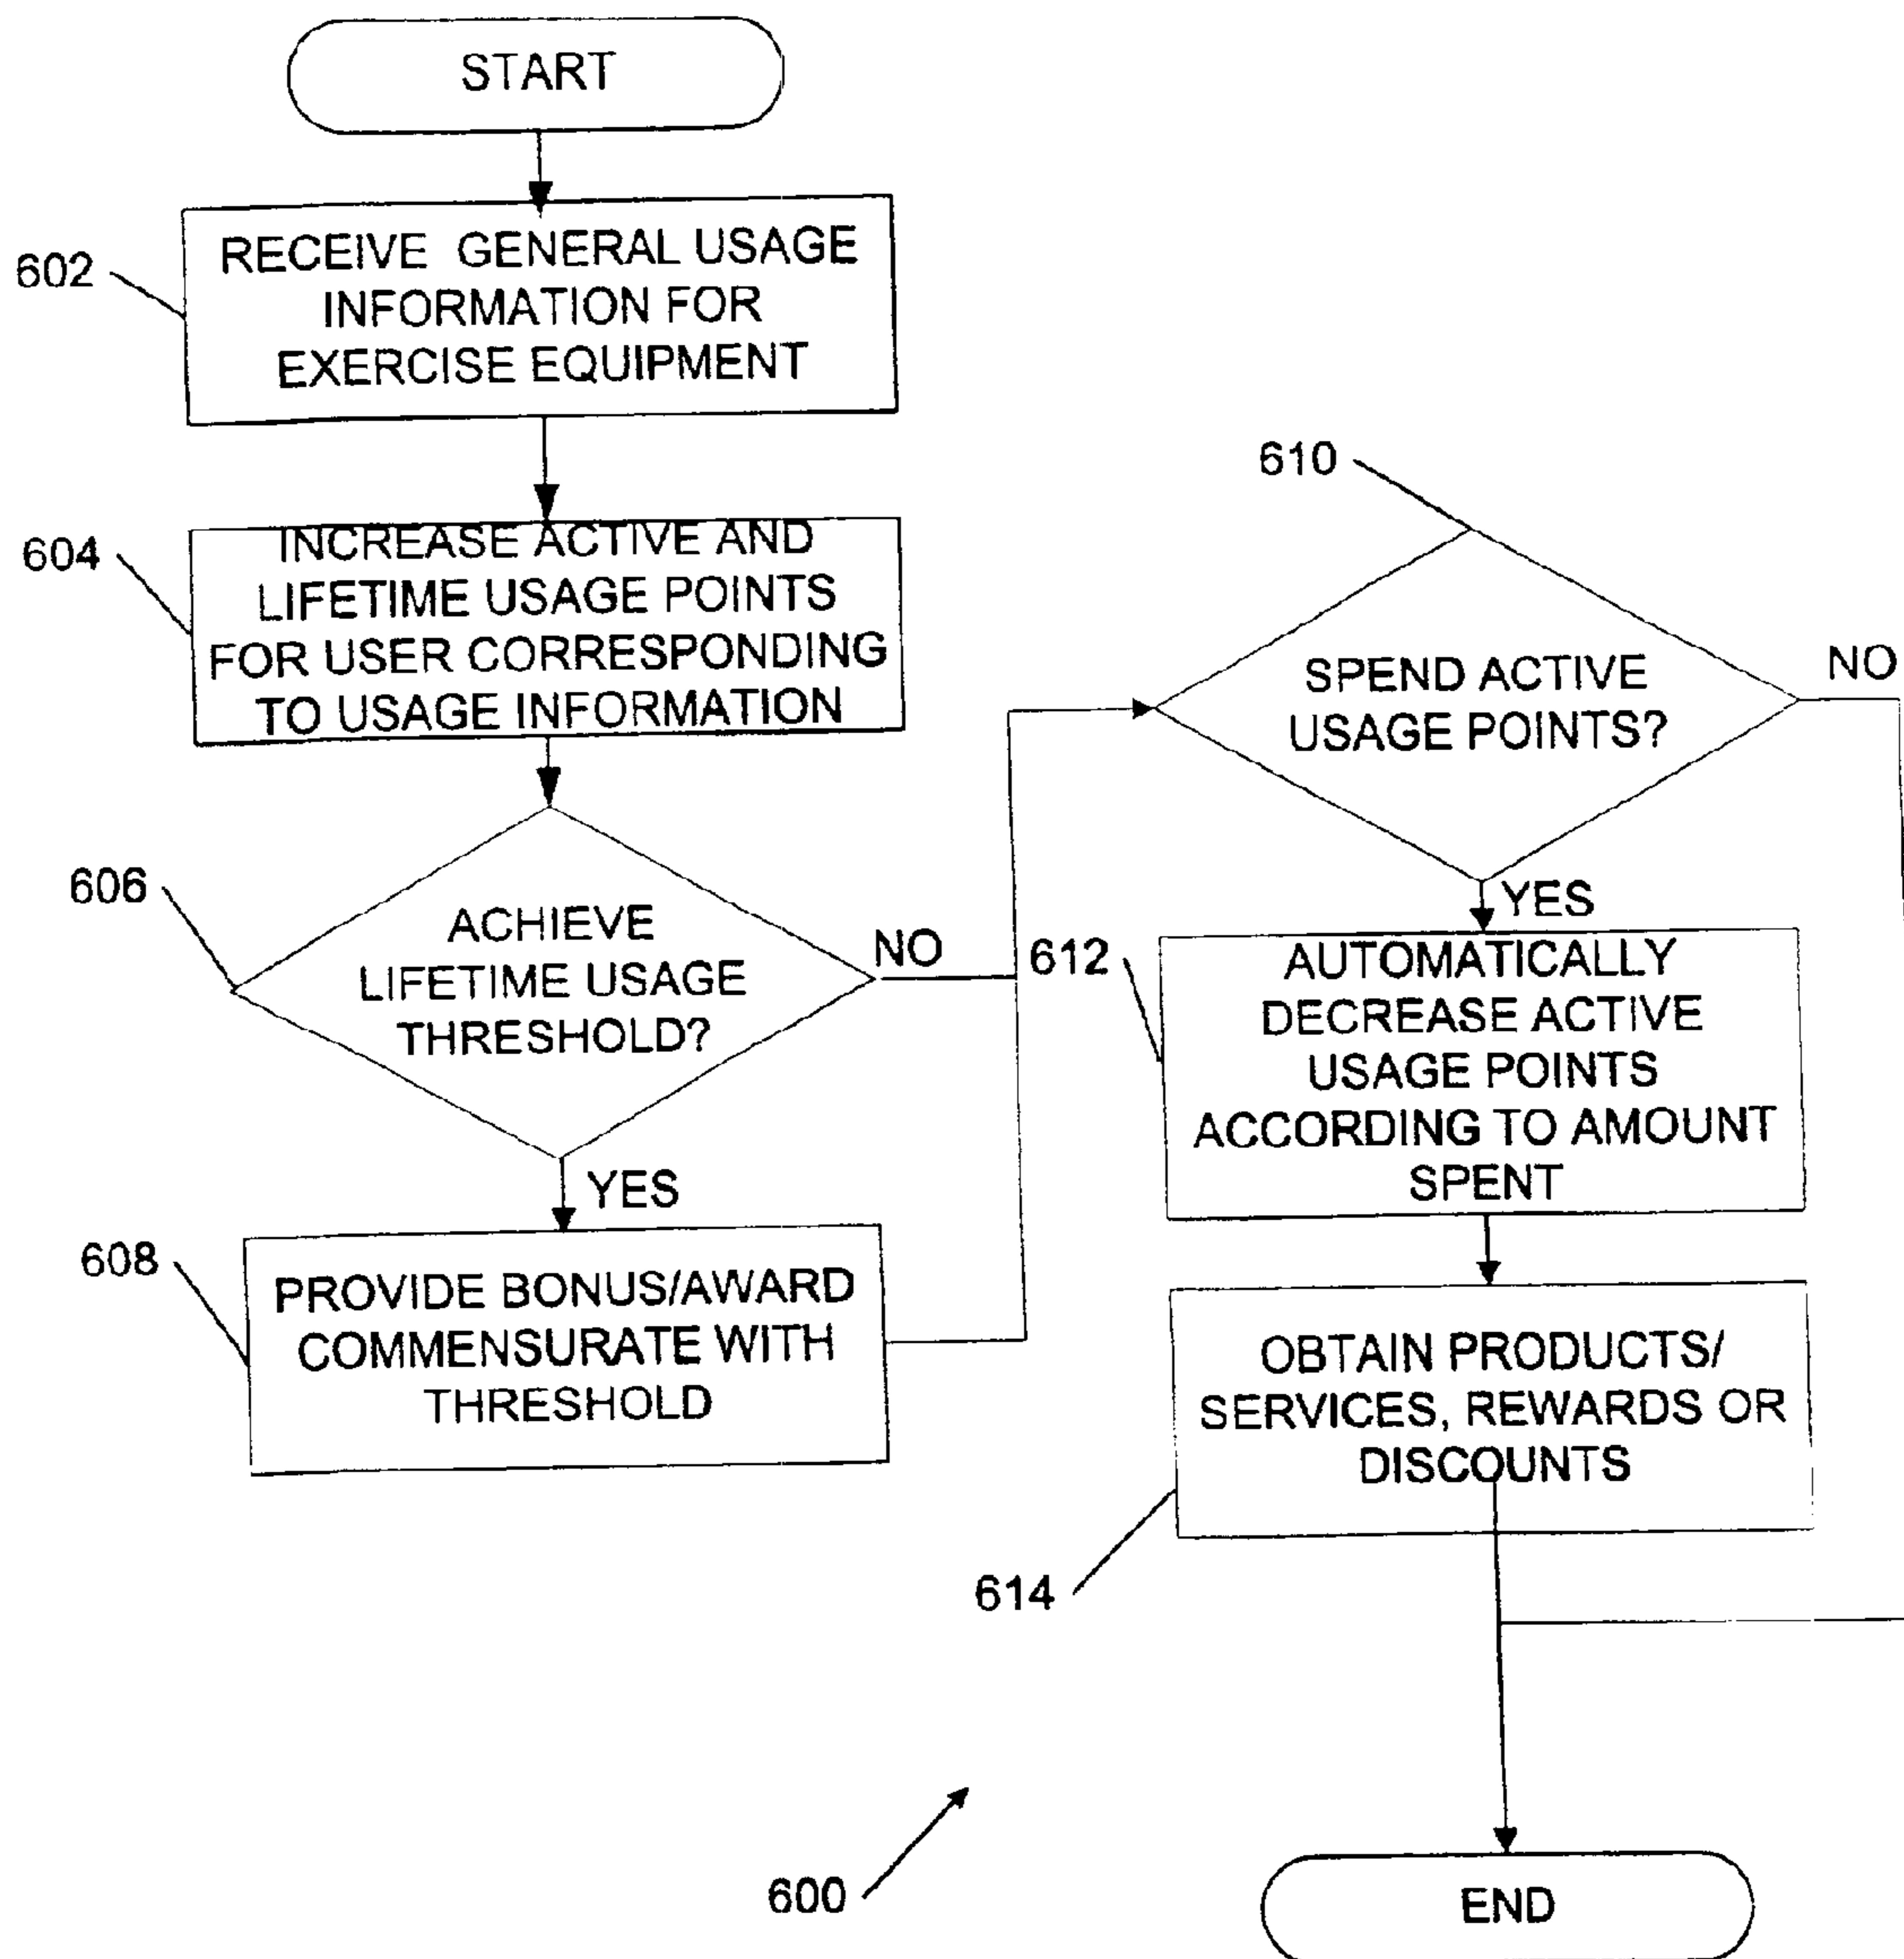 START
602
RECEIVE GENERAL USAGE
INFORMATION FOR
EXERCISE EQUIPMENT
604
INCREASE ACTIVE AND
LIFETIME USAGE POINTS
FOR USER CORRESPONDING
TO USAGE INFORMATION
606
ACHIEVE
LIFETIME USAGE
THRESHOLD?
NO
YES
608
PROVIDE BONUS/AWARD
COMMENSURATE WITH
THRESHOLD
610
SPEND ACTIVE
USAGE POINTS?
NO
YES
612
AUTOMATICALLY
DECREASE ACTIVE
USAGE POINTS
ACCORDING TO AMOUNT
SPENT
614
OBTAIN PRODUCTS/
SERVICES, REWARDS OR
DISCOUNTS
600
END